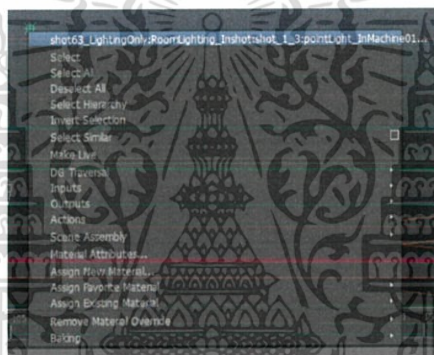 shot63_LightingOnly:RoomLighting_Inshot:shot_1_3:pointLight_InMachine01...
Select
Select All
Deselect All
Select Hierarchy
Invert Selection
Select Similar
Make Live
DG Traversal
Inputs
Outputs
Actions
Scene Assembly
Material Attributes...
Assign New Material...
Assign Favorite Material
Assign Existing Material
Remove Material Override
Baking